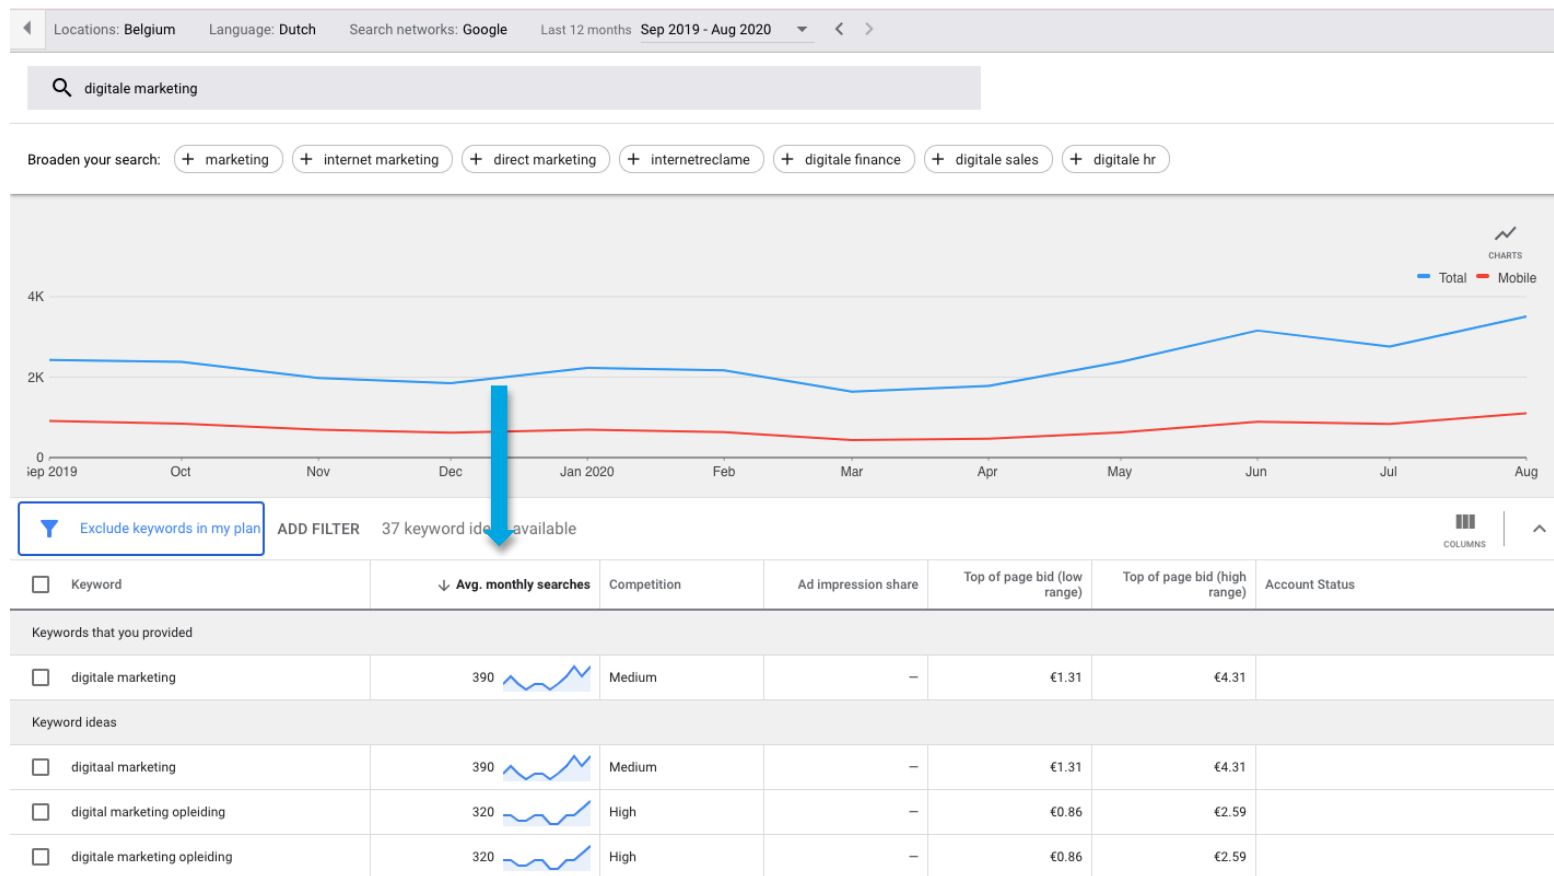 Locations: Belgium Language: Dutch Search networks: Google Last 12 months Sep 2019 - Aug 2020
digitale marketing
Broaden your search: + marketing + internet marketing + direct marketing + internetreclame + digitale finance + digitale sales + digitale hr
CHARTS
Total Mobile
4K
2K
0
ep 2019 Oct Nov Dec Jan 2020 Feb Mar Apr May Jun Jul Aug
Exclude keywords in my plan ADD FILTER 37 keyword available
COLUMNS
Keyword Avg. monthly searches Competition Ad impression share Top of page bid (low range) Top of page bid (high range) Account Status
Keywords that you provided
digitale marketing 390 Medium – €1.31 €4.31
Keyword ideas
digitaal marketing 390 Medium – €1.31 €4.31
digital marketing opleiding 320 High – €0.86 €2.59
digitale marketing opleiding 320 High – €0.86 €2.59